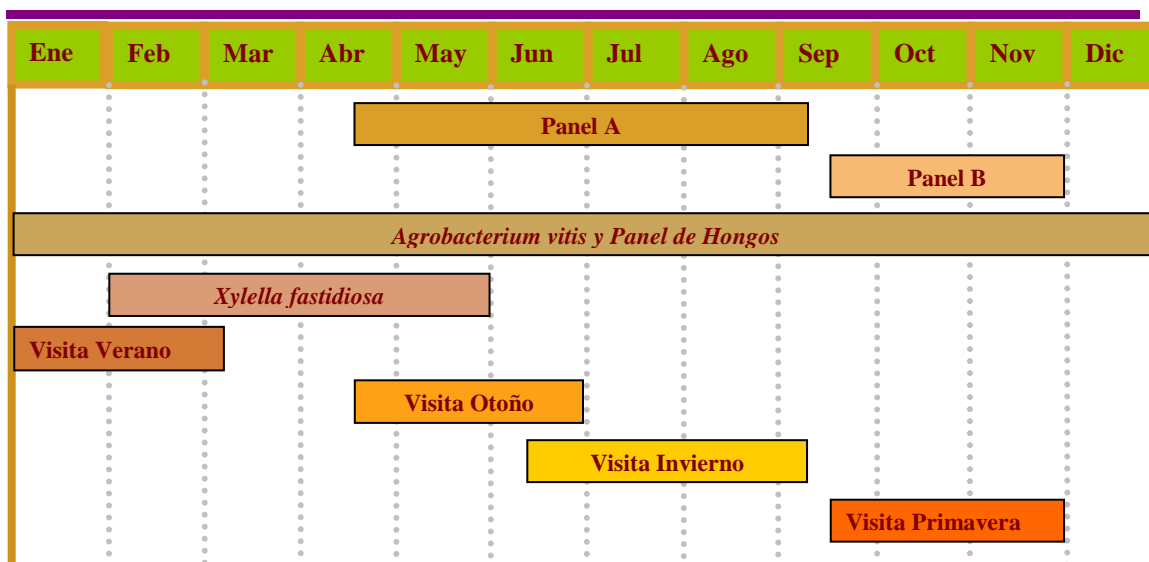 Ene Feb Mar Abr May Jun Jul Ago Sep Oct Nov Dic
Panel A
Panel B
Agrobacterium vitis y Panel de Hongos
Xylella fastidiosa
Visita Verano
Visita Otoño
Visita Invierno
Visita Primavera